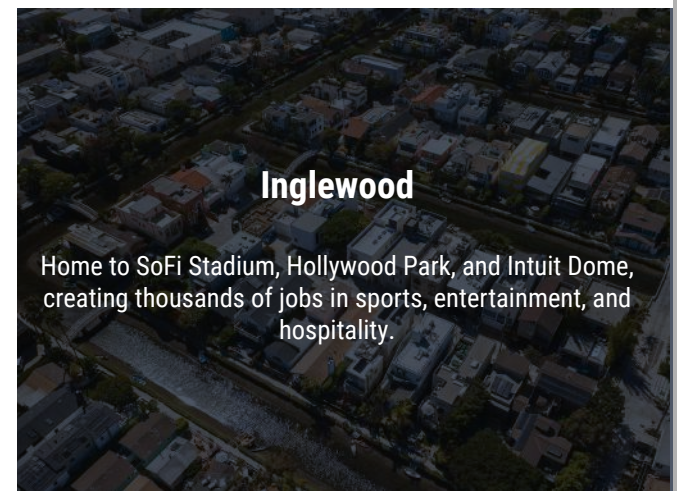 Inglewood
Home to SoFi Stadium, Hollywood Park, and Intuit Dome,
creating thousands of jobs in sports, entertainment, and
hospitality.